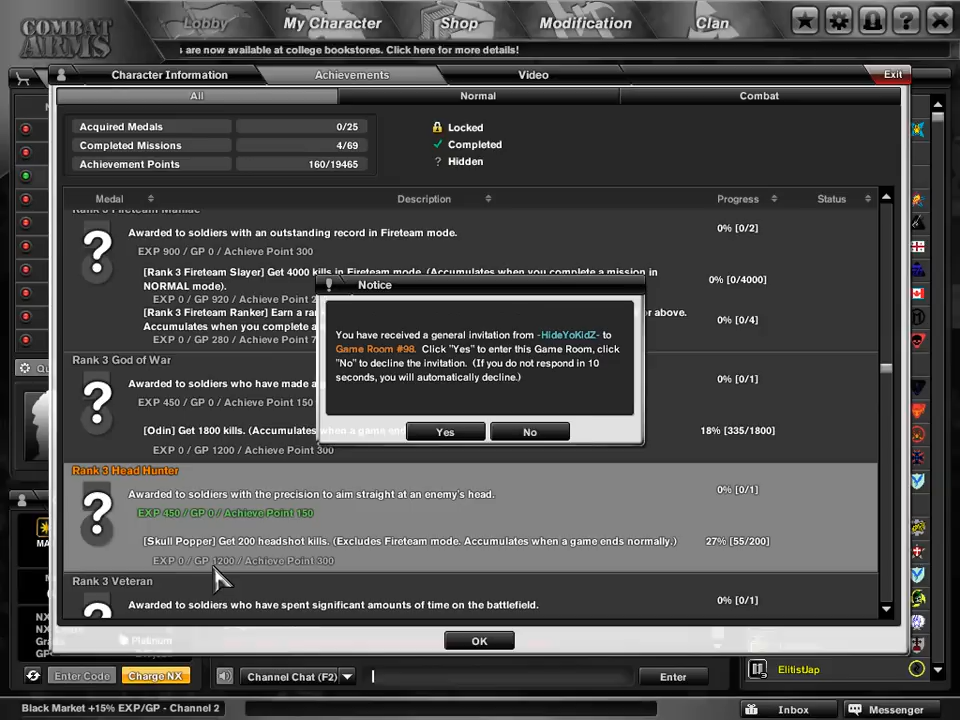 COMBAT ARMS
Lobby
My Character
Shop
Modification
Clan
s are now available at college bookstores. Click here for more details!
Character Information
Achievements
Video
Exit
All
Normal
Combat
Acquired Medals 0/25
Completed Missions 4/69
Achievement Points 160/19465
Locked
Completed
? Hidden
Medal
Description
Progress
Status
Rank 3 Fireteam Maniac
Awarded to soldiers with an outstanding record in Fireteam mode. 0% [0/2]
EXP 900 / GP 0 / Achieve Point 300
[Rank 3 Fireteam Slayer] Get 4000 kills in Fireteam mode. (Accumulates when you complete a mission in
NORMAL mode). 0% [0/4000]
EXP 0 / GP 920 / Achieve Point 2
[Rank 3 Fireteam Ranker] Earn a ran or above.
Accumulates when you complete a 0% [0/4]
EXP 0 / GP 280 / Achieve Point 7
Notice
You have received a general invitation from -HideYoKidZ- to
Game Room #98. Click "Yes" to enter this Game Room, click
"No" to decline the invitation. (If you do not respond in 10
seconds, you will automatically decline.)
Yes
No
Rank 3 God of War
Awarded to soldiers who have made a 0% [0/1]
EXP 450 / GP 0 / Achieve Point 150
[Odin] Get 1800 kills. (Accumulates when a game end 18% [335/1800]
EXP 0 / GP 1200 / Achieve Point 300
Rank 3 Head Hunter
Awarded to soldiers with the precision to aim straight at an enemy's head. 0% [0/1]
EXP 450 / GP 0 / Achieve Point 150
[Skull Popper] Get 200 headshot kills. (Excludes Fireteam mode. Accumulates when a game ends normally.) 27% [55/200]
EXP 0 / GP 1200 / Achieve Point 300
Rank 3 Veteran
Awarded to soldiers who have spent significant amounts of time on the battlefield. 0% [0/1]
OK
Platinum
Enter Code
Charge NX
Channel Chat (F2)
Enter
ElitistJap
Black Market +15% EXP/GP - Channel 2
Inbox
Messenger